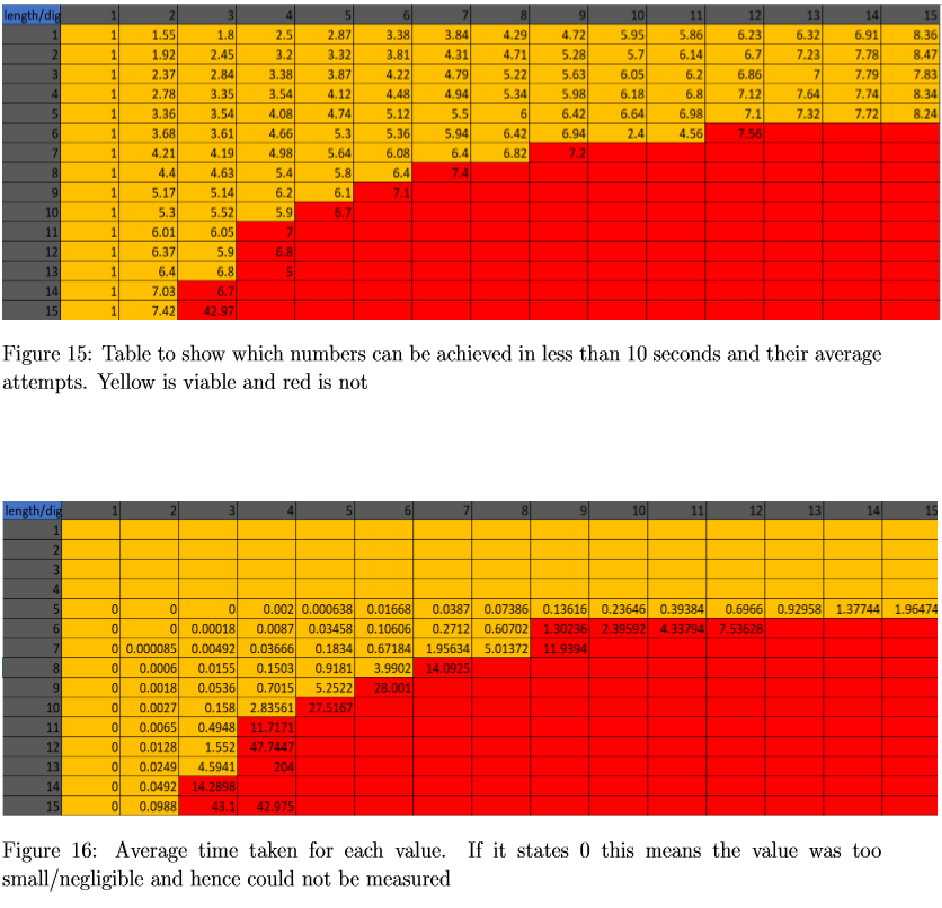 length/dig 1 2 3 4 5 6 7 8 9 10 11 12 13 14 15
1 1 1.55 1.8 2.5 2.87 3.38 3.84 4.29 4.72 5.95 5.86 6.23 6.32 6.91 8.36
2 1 1.92 2.45 3.2 3.32 3.81 4.31 4.71 5.28 5.7 6.14 6.7 7.23 7.78 8.47
3 1 2.37 2.84 3.38 3.87 4.22 4.79 5.22 5.63 6.05 6.2 6.86 7 7.79 7.83
4 1 2.78 3.35 3.54 4.12 4.48 4.94 5.34 5.98 6.18 6.8 7.12 7.64 7.74 8.34
5 1 3.36 3.54 4.08 4.74 5.12 5.5 6 6.42 6.64 6.98 7.1 7.32 7.72 8.24
6 1 3.68 3.61 4.66 5.3 5.36 5.94 6.42 6.94 2.4 4.56 7.56
7 1 4.21 4.19 4.98 5.64 6.08 6.4 6.82 7.2
8 1 4.4 4.63 5.4 5.8 6.4 7.4
9 1 5.17 5.14 6.2 6.1 7.1
10 1 5.3 5.52 5.9 6.7
11 1 6.01 6.05 7
12 1 6.37 5.9 6.8
13 1 6.4 6.8 5
14 1 7.03 6.7
15 1 7.42 42.97
Figure 15: Table to show which numbers can be achieved in less than 10 seconds and their average
attempts. Yellow is viable and red is not
length/dig 1 2 3 4 5 6 7 8 9 10 11 12 13 14 15
1
2
3
4
5 0 0 0 0.002 0.000638 0.01668 0.0387 0.07386 0.13616 0.23646 0.39384 0.6966 0.92958 1.37744 1.96474
6 0 0 0.00018 0.0087 0.03458 0.10606 0.2712 0.60702 1.30236 2.39592 4.33794 7.53628
7 0 0.000085 0.00492 0.03666 0.1834 0.67184 1.95634 5.01372 11.9394
8 0 0.0006 0.0155 0.1503 0.9181 3.9902 14.0925
9 0 0.0018 0.0536 0.7015 5.2522 28.001
10 0 0.0027 0.158 2.83561 27.5167
11 0 0.0065 0.4948 11.7171
12 0 0.0128 1.552 47.7447
13 0 0.0249 4.5941 204
14 0 0.0492 14.2898
15 0 0.0988 43.1 42.975
Figure 16: Average time taken for each value. If it states 0 this means the value was too
small/negligible and hence could not be measured